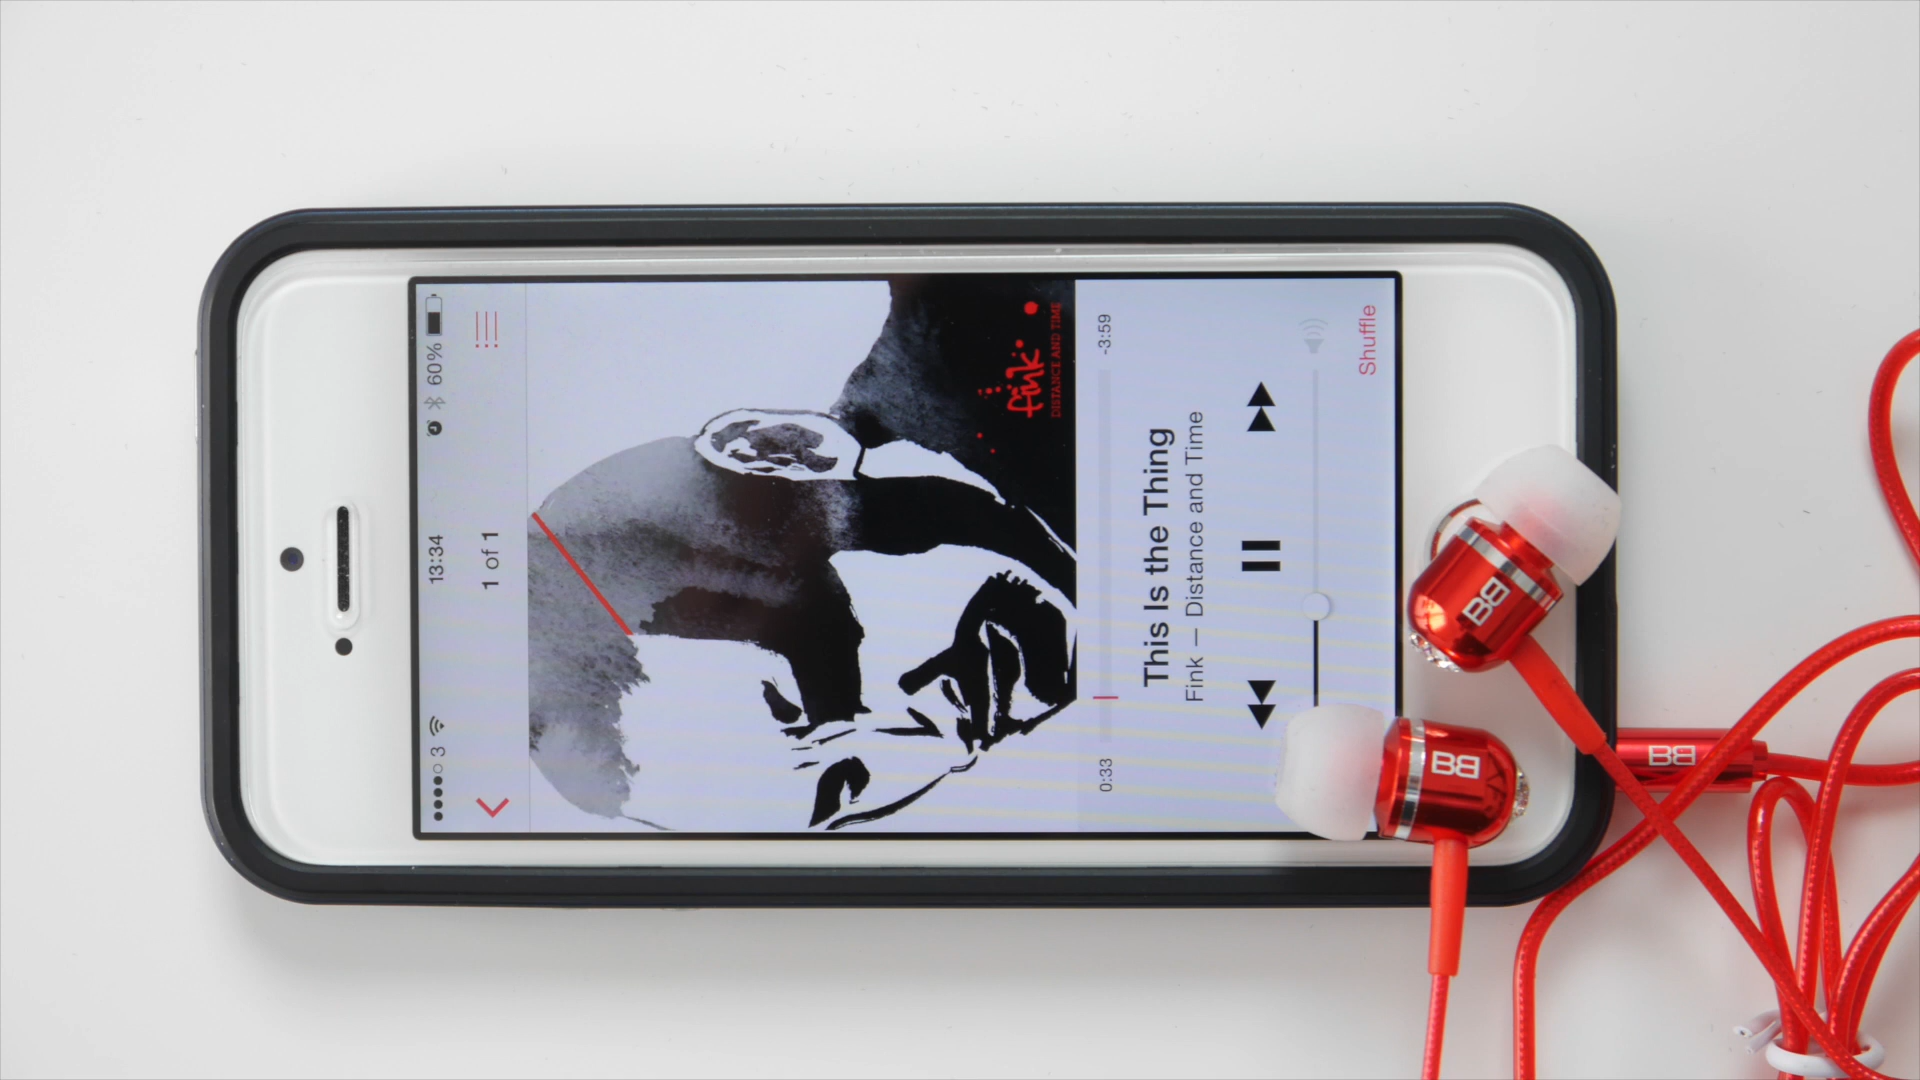 3 13:34 60%
1 of 1
fink
DISTANCE AND TIME
0:33 -3:59
This Is the Thing
Fink — Distance and Time
Shuffle
BB
BB
BB